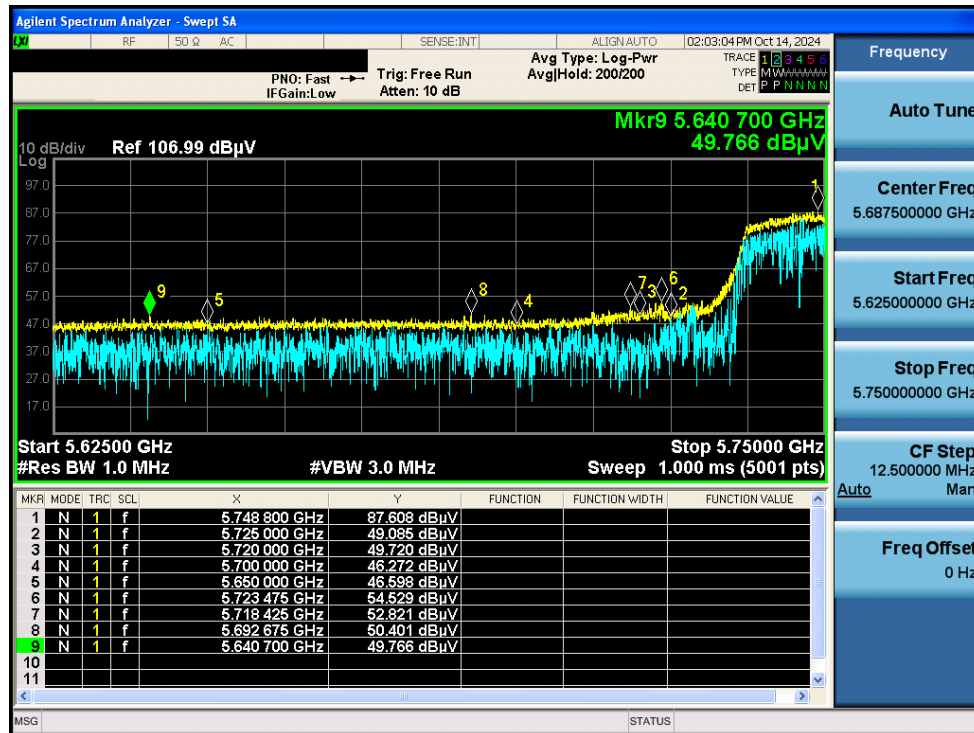 Agilent Spectrum Analyzer - Swept SA
LXI RF 50 Ω AC SENSE:INT ALIGN AUTO 02:03:04 PM Oct 14, 2024
Frequency
Avg Type: Log-Pwr
TRACE 1 2 3 4 5 6
PNO: Fast Trig: Free Run Avg|Hold: 200/200
TYPE M WWWWWW
IFGain:Low Atten: 10 dB
DET P P N N N N
Auto Tune
Mkr9 5.640 700 GHz
49.766 dBµV
10 dB/div Ref 106.99 dBµV
Log
97.0
87.0
77.0
67.0
57.0
47.0
37.0
27.0
17.0
1
9
5
8
4
7
3
6
2
Center Freq
5.687500000 GHz
Start Freq
5.625000000 GHz
Stop Freq
5.750000000 GHz
Start 5.62500 GHz Stop 5.75000 GHz
#Res BW 1.0 MHz #VBW 3.0 MHz Sweep 1.000 ms (5001 pts)
CF Step
12.500000 MHz
Auto Man
MKR MODE TRC SCL X Y FUNCTION FUNCTION WIDTH FUNCTION VALUE
1 N 1 f 5.748 800 GHz 87.608 dBµV
2 N 1 f 5.725 000 GHz 49.085 dBµV
3 N 1 f 5.720 000 GHz 49.720 dBµV
4 N 1 f 5.700 000 GHz 46.272 dBµV
5 N 1 f 5.650 000 GHz 46.598 dBµV
6 N 1 f 5.723 475 GHz 54.529 dBµV
7 N 1 f 5.718 425 GHz 52.821 dBµV
8 N 1 f 5.692 675 GHz 50.401 dBµV
9 N 1 f 5.640 700 GHz 49.766 dBµV
10
11
Freq Offset
0 Hz
MSG STATUS